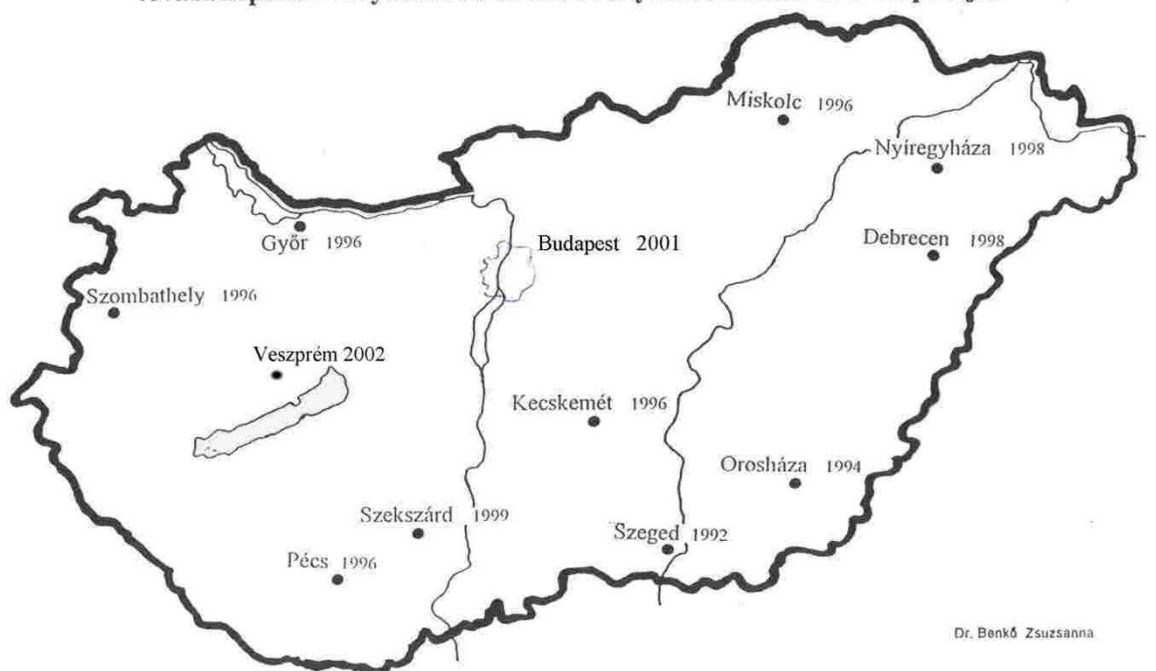 Miskolc 1996
Nyíregyháza 1998
Győr 1996
Budapest 2001
Debrecen 1998
Szombathely 1996
Veszprém 2002
Kecskemét 1996
Orosháza 1994
Szekszárd 1999
Szeged 1992
Pécs 1996
Dr. Benkő Zsuzsanna